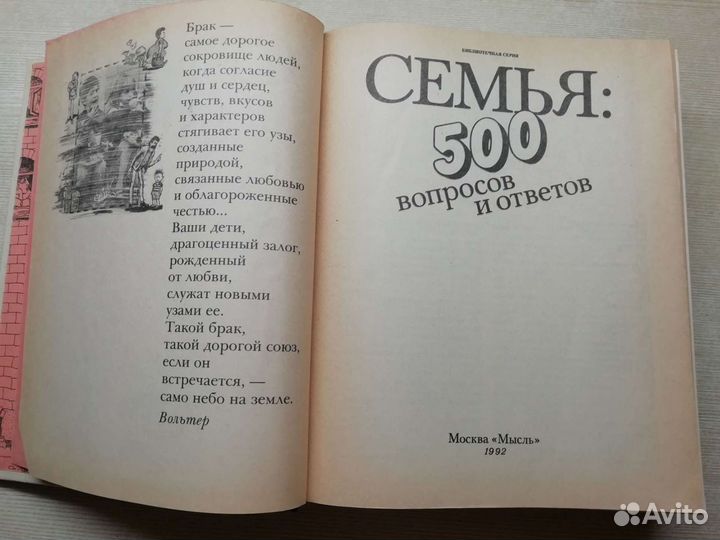 Брак —
самое дорогое
сокровище людей,
когда согласие
душ и сердец,
чувств, вкусов
и характеров
стягивает его узы,
созданные
природой,
связанные любовью
и облагороженные
честью...
Ваши дети,
драгоценный залог,
рожденный
от любви,
служат новыми
узами ее.
Такой брак,
такой дорогой союз,
если он
встречается, —
само небо на земле.
Вольтер
БИБЛИОТЕЧНАЯ СЕРИЯ
СЕМЬЯ:
500
вопросов
и ответов
Москва «Мысль»
1992
Avito